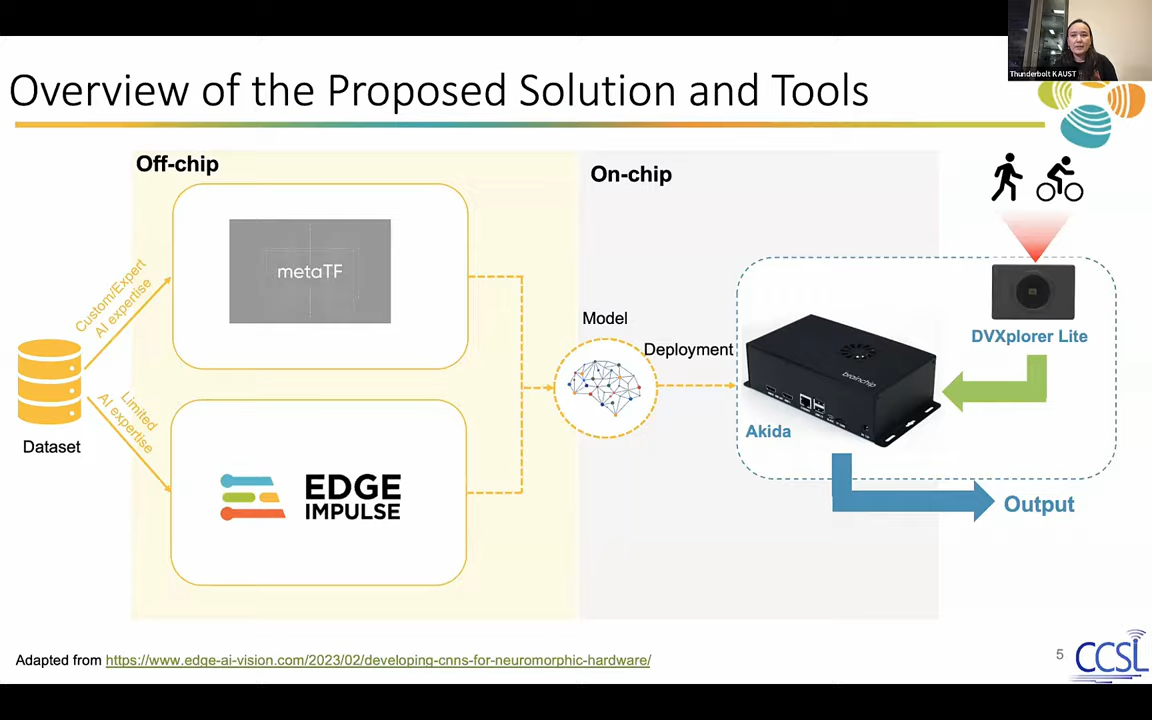 Thunderbolt KAUST
Overview of the Proposed Solution and Tools
Off-chip
On-chip
metaTF
Custom/Expert
AI expertise
Limited
AI expertise
Dataset
EDGE
IMPULSE
Model
Deployment
brainchip
Akida
DVXplorer Lite
Output
Adapted from https://www.edge-ai-vision.com/2023/02/developing-cnns-for-neuromorphic-hardware/
5
CCSL